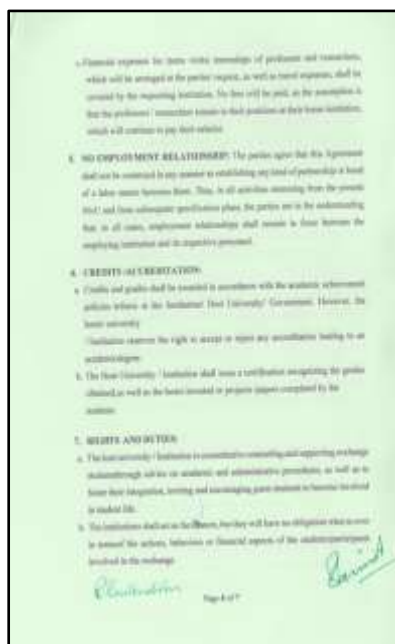 c. Financial expenses for items visits, internships of professors and researchers,
which will be arranged at the parties' request, as well as travel expenses, shall be
covered by the requesting institution. No fees will be paid, as the assumption is
that the professors / researchers remain in their positions at their home institution,
which will continue to pay their salaries.
5. NO EMPLOYMENT RELATIONSHIP: The parties agree that this Agreement
shall not be construed in any manner as establishing any kind of partnership or bond
of a labor nature between them. Thus, in all activities stemming from the present
MoU and from subsequent specification plans, the parties are in the understanding
that, in all cases, employment relationships shall remain in force between the
employing institution and its respective personnel.
6. CREDITS ACCREDITATION:
a. Credits and grades shall be awarded in accordance with the academic achievement
policies inforce at the Institution/ Host University/ Government. However, the
home university
/ Institution reserves the right to accept or reject any accreditation leading to an
academic degree.
b. The Host University / Institution shall issue a certification recognizing the grades
obtained, as well as the hours invested or projects/papers completed by the
students.
7. RIGHTS AND DUTIES:
a. The host university / Institution is committed to counseling and supporting exchange
students through advice on academic and administrative procedures, as well as to
foster their integration, inviting and encouraging guest students to become involved
in student life.
b. The institutions shall act as the liaison, but they will have no obligation what so ever
in toward the actions, behaviors or financial aspects of the students/participants
involved in the exchange.
Page 4 of 7